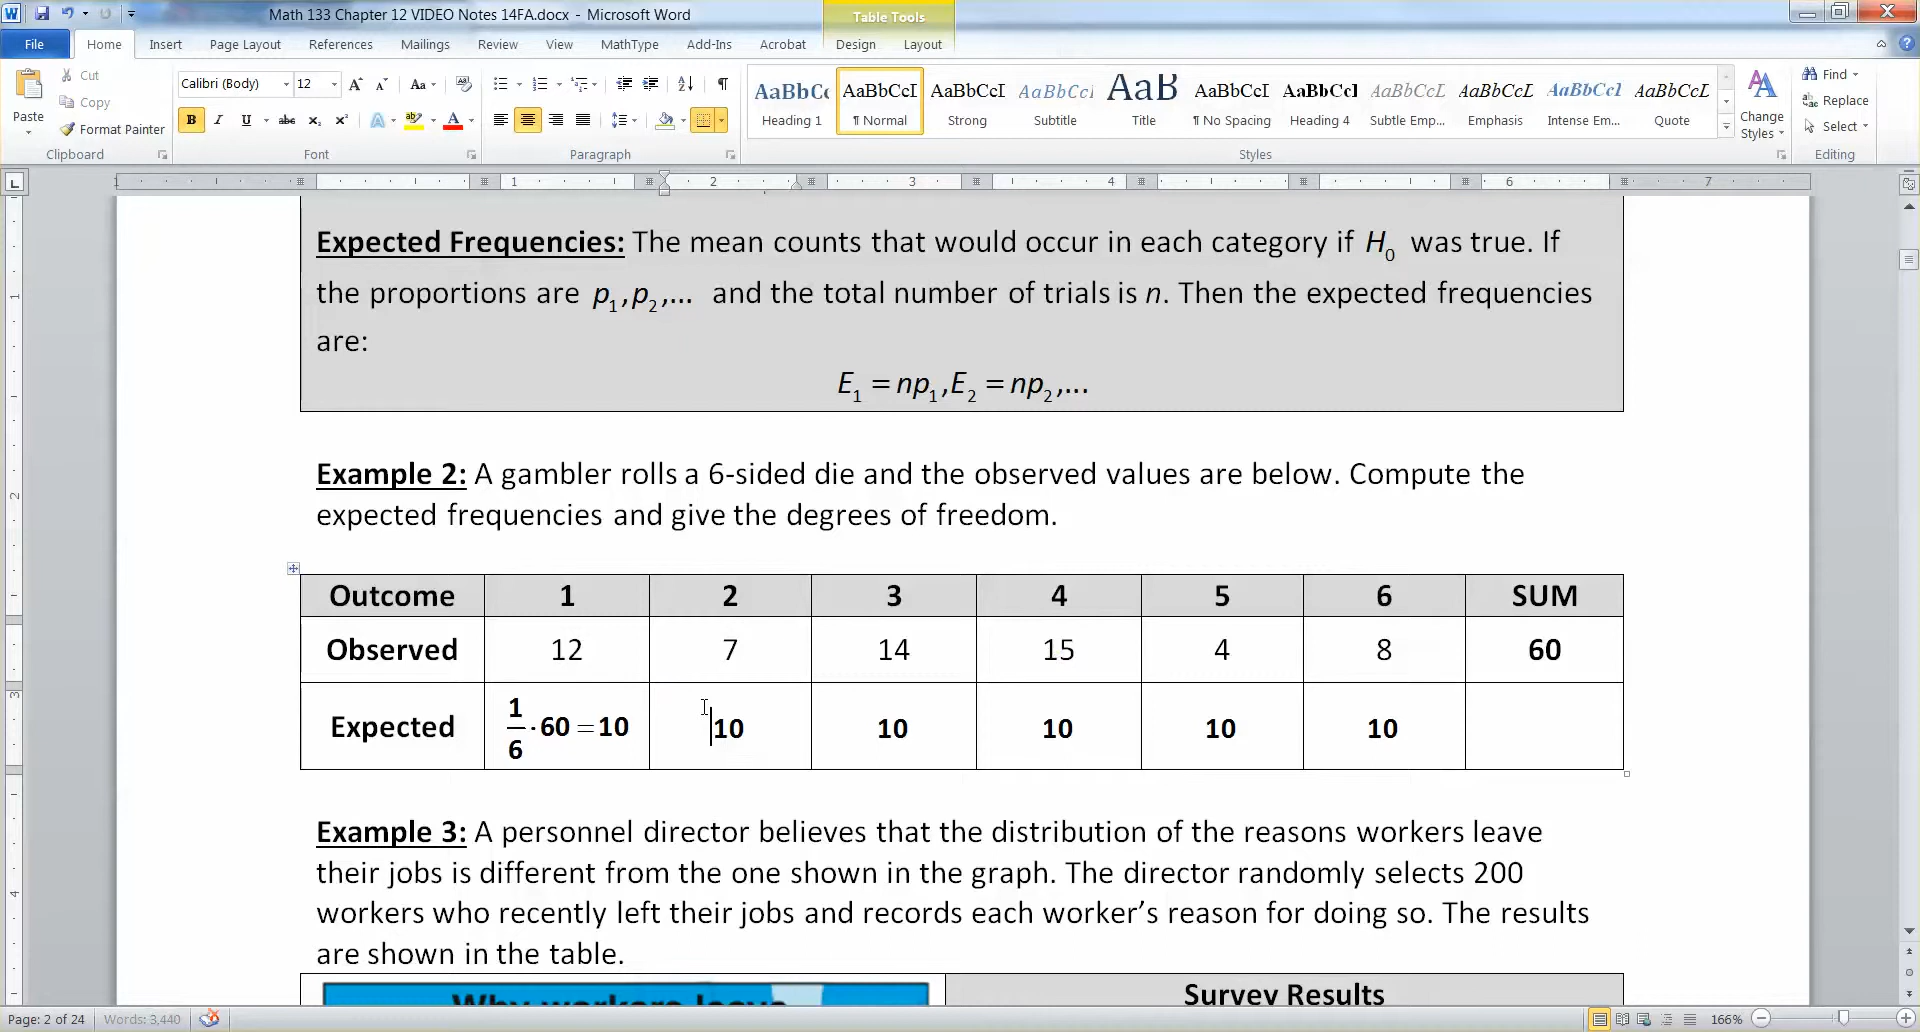 Math 133 Chapter 12 VIDEO Notes 14FA.docx - Microsoft Word
Table Tools
File Home Insert Page Layout References Mailings Review View MathType Add-Ins Acrobat Design Layout
Paste
Cut
Copy
Format Painter
Clipboard
Calibri (Body) 12
Font
Paragraph
AaBbCc AaBbCcI AaBbCcI AaBbCcI AaB AaBbCcI AaBbCcI AaBbCcL AaBbCcL AaBbCcI AaBbCcL
Heading 1 ¶ Normal Strong Subtitle Title ¶ No Spacing Heading 4 Subtle Emp... Emphasis Intense Em... Quote
Styles
Change Styles
Find
Replace
Select
Editing
1 1 2 3 4 6 7
Expected Frequencies: The mean counts that would occur in each category if H₀ was true. If
the proportions are p₁,p₂,... and the total number of trials is n. Then the expected frequencies
are:
E₁ = np₁,E₂ = np₂,...
Example 2: A gambler rolls a 6-sided die and the observed values are below. Compute the
expected frequencies and give the degrees of freedom.
Outcome 1 2 3 4 5 6 SUM
Observed 12 7 14 15 4 8 60
Expected 1/6 · 60 = 10 10 10 10 10 10
Example 3: A personnel director believes that the distribution of the reasons workers leave
their jobs is different from the one shown in the graph. The director randomly selects 200
workers who recently left their jobs and records each worker’s reason for doing so. The results
are shown in the table.
Why workers leave
Survey Results
Page: 2 of 24 Words: 3,440 166%